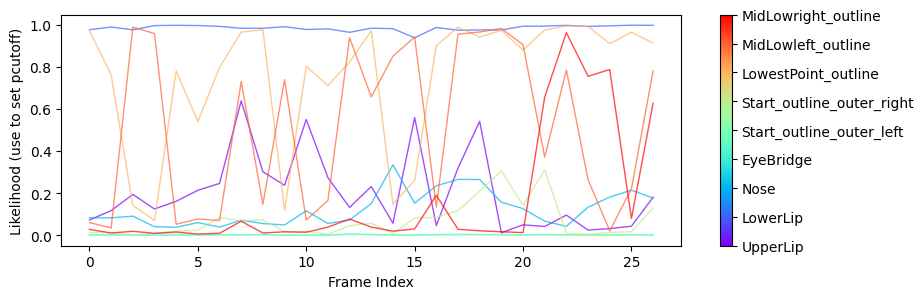 1.0
0.8
0.6
0.4
0.2
0.0
Likelihood (use to set pcutoff)
0
5
10
15
20
25
Frame Index
MidLowright_outline
MidLowleft_outline
LowestPoint_outline
Start_outline_outer_right
Start_outline_outer_left
EyeBridge
Nose
LowerLip
UpperLip